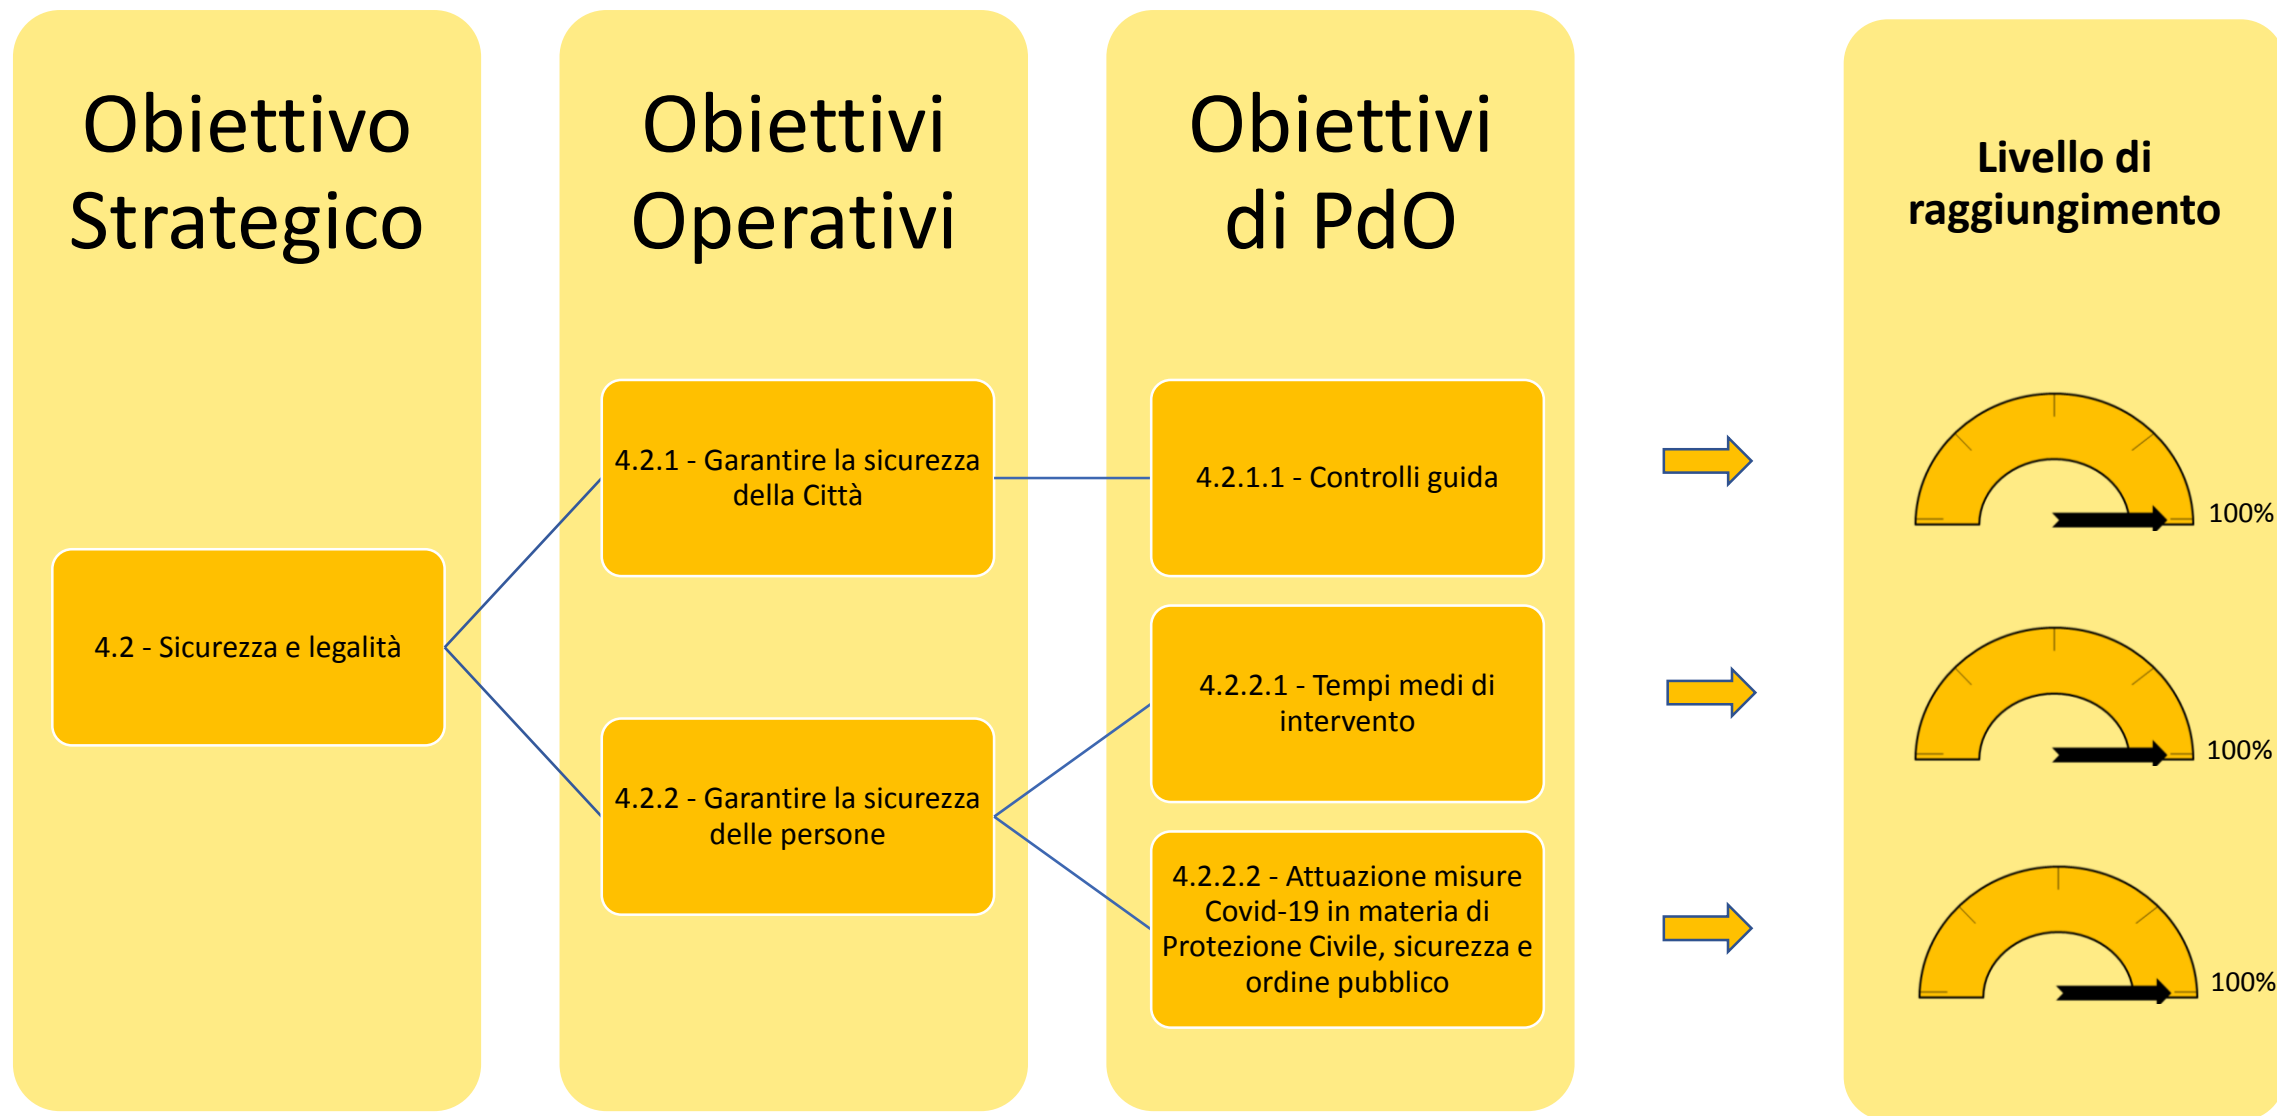 Obiettivo
Strategico
Obiettivi
Operativi
Obiettivi
di PdO
Livello di
raggiungimento
4.2 - Sicurezza e legalità
4.2.1 - Garantire la sicurezza
della Città
4.2.1.1 - Controlli guida
100%
4.2.2 - Garantire la sicurezza
delle persone
4.2.2.1 - Tempi medi di
intervento
100%
4.2.2.2 - Attuazione misure
Covid-19 in materia di
Protezione Civile, sicurezza e
ordine pubblico
100%